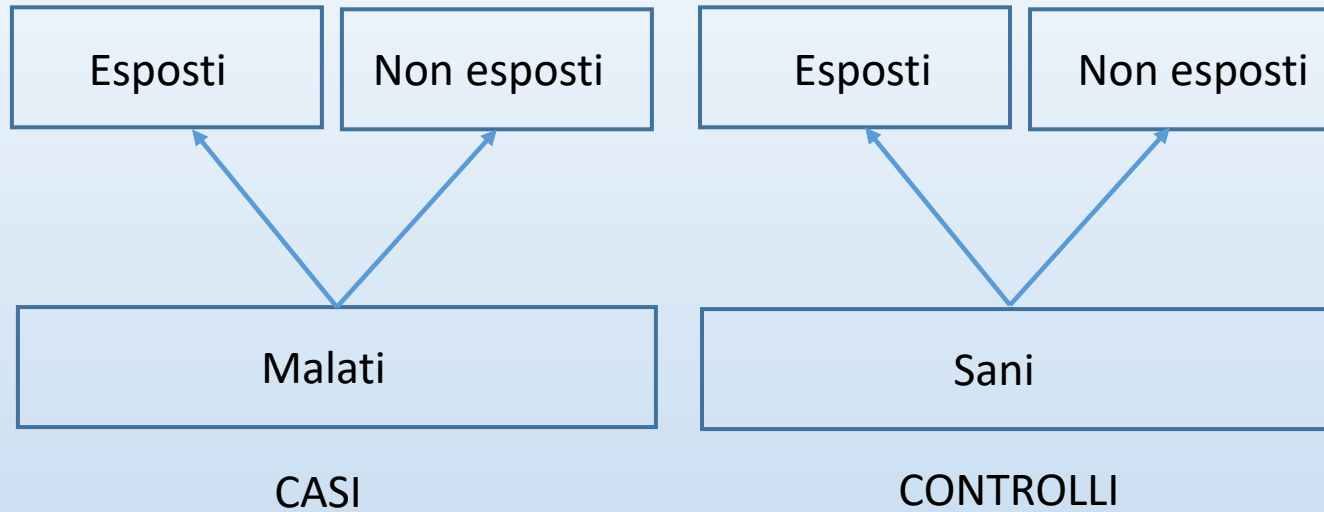 Esposti Non esposti Esposti Non esposti
Malati Sani
CASI CONTROLLI